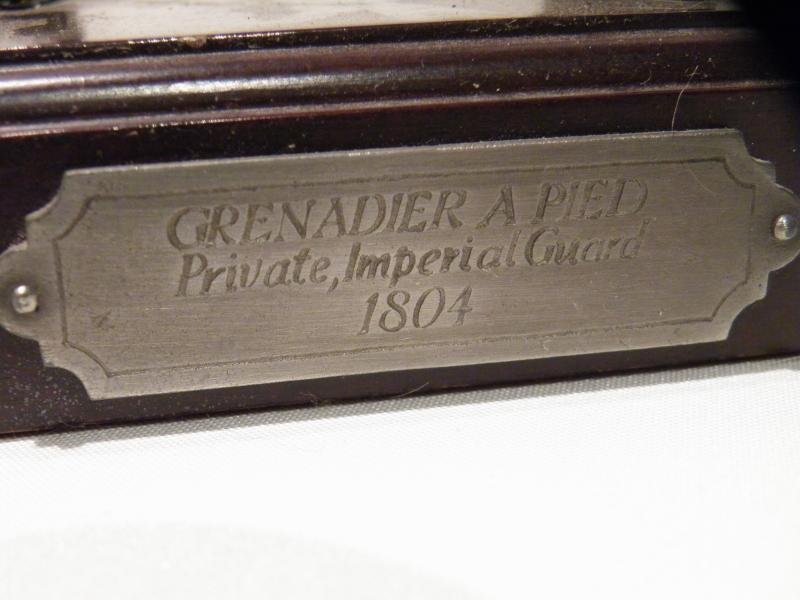 GRENADIER A PIED
Private, Imperial Guard
1804